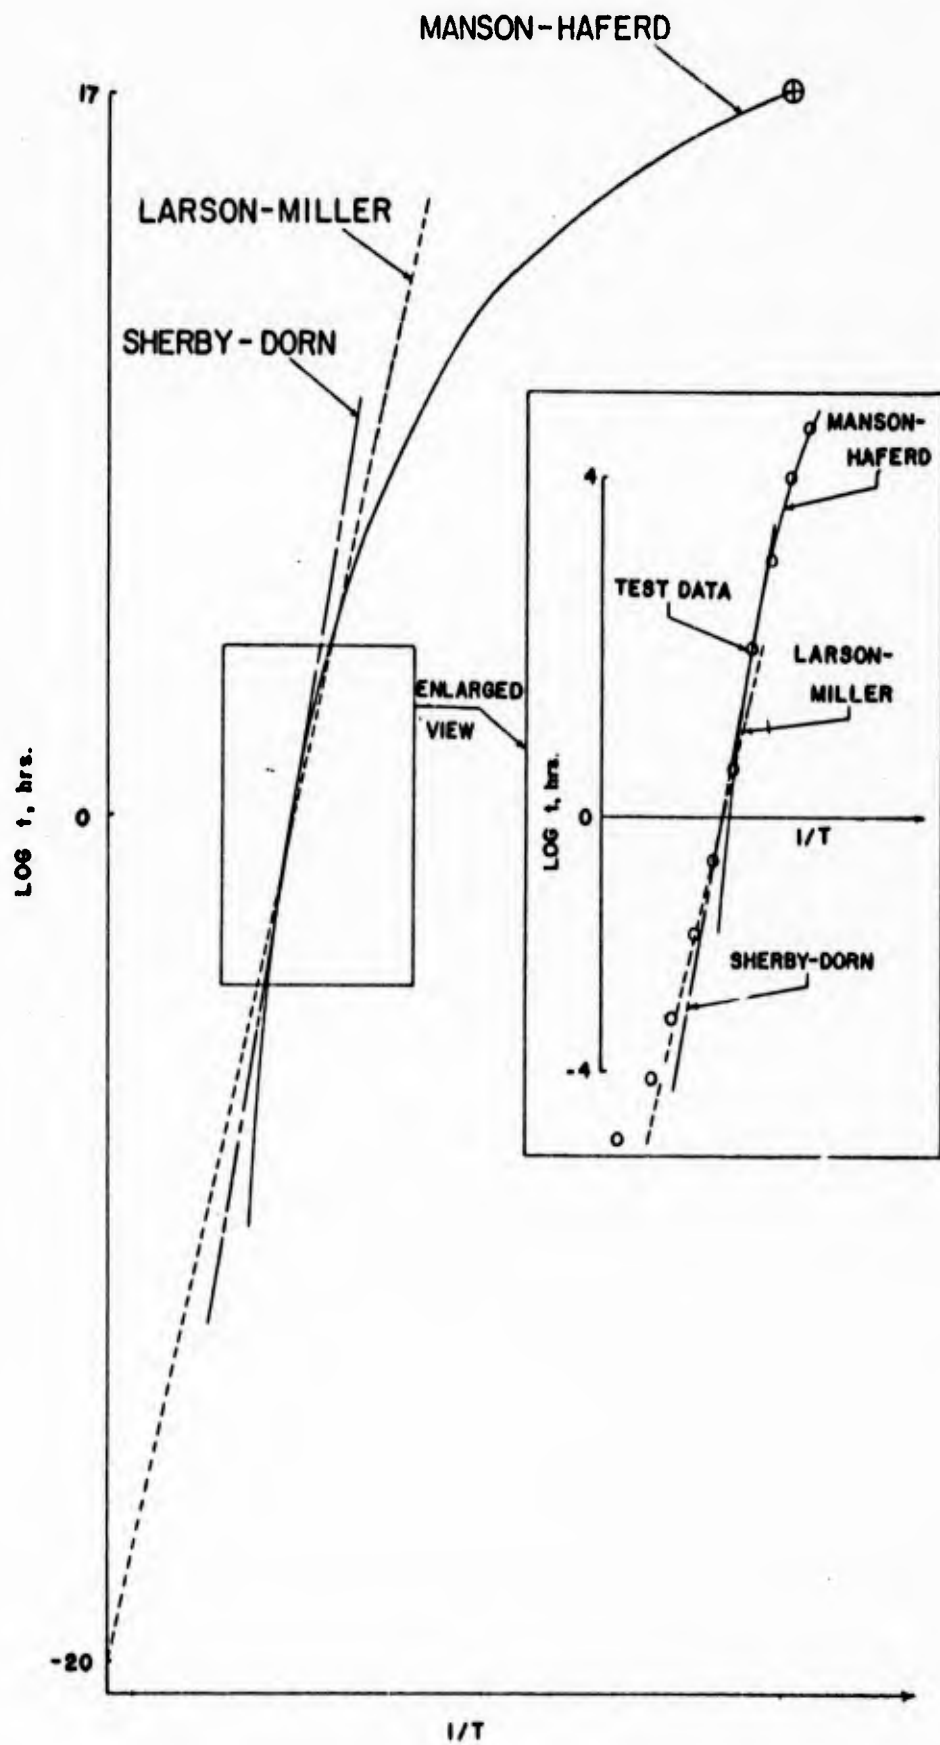 MANSON-HAFERD
17
LARSON-MILLER
SHERBY-DORN
MANSON-
HAFERD
4
TEST DATA
LARSON-
MILLER
ENLARGED
VIEW
LOG t, hrs.
0
LOG t, hrs.
0
1/T
SHERBY-DORN
-4
-20
1/T